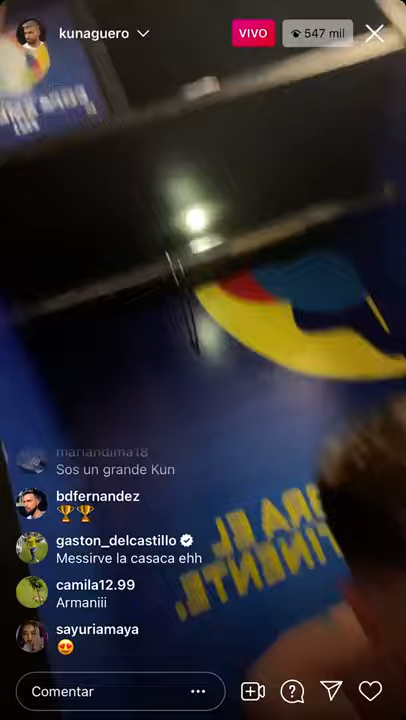 kunaguero
VIVO
547 mil
mariandima18
Sos un grande Kun
bdfernandez
🏆🏆
gaston_delcastillo
Messirve la casaca ehh
camila12.99
Armaniii
sayuriamaya
😍
Comentar